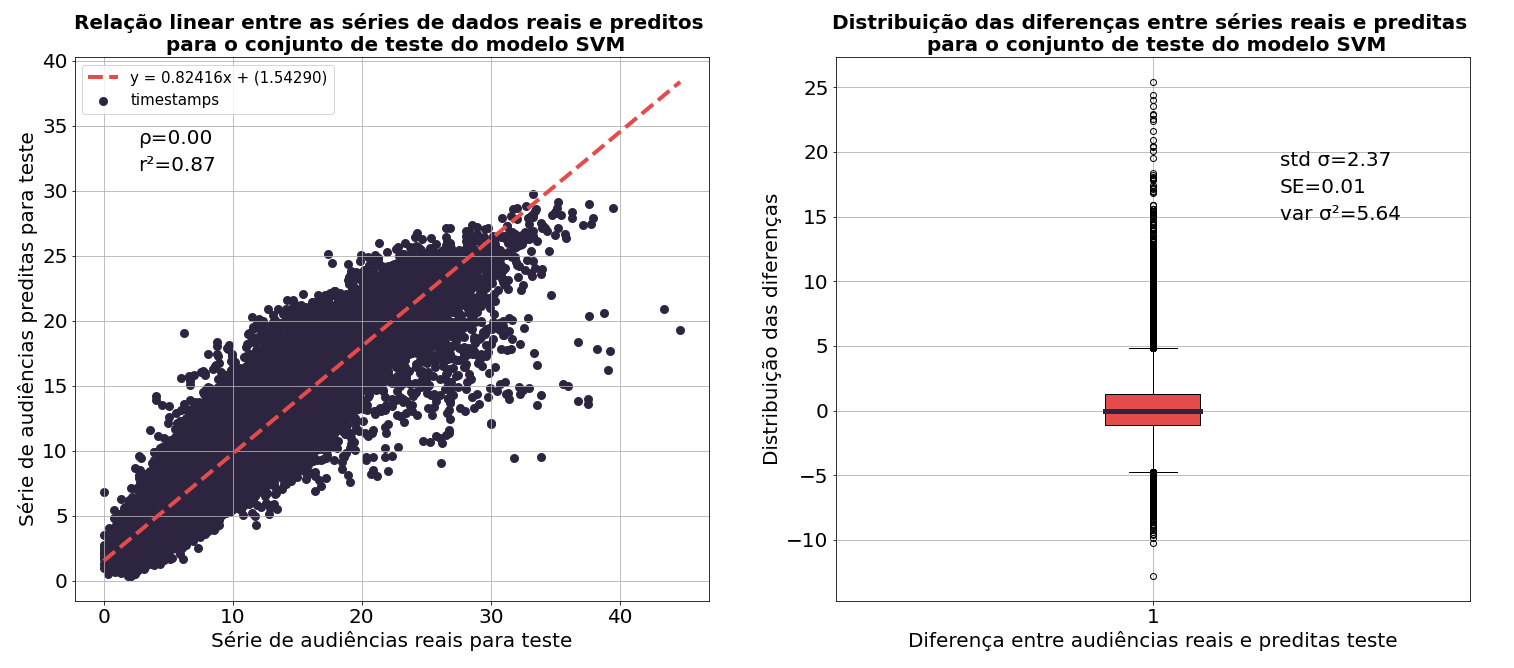 Relação linear entre as séries de dados reais e preditos
para o conjunto de teste do modelo SVM
y = 0.82416x + (1.54290)
timestamps
ρ=0.00
r²=0.87
Série de audiências preditas para teste
40
35
30
25
20
15
10
5
0
0 10 20 30 40
Série de audiências reais para teste
Distribuição das diferenças entre séries reais e preditas
para o conjunto de teste do modelo SVM
std σ=2.37
SE=0.01
var σ²=5.64
Distribuição das diferenças
25
20
15
10
5
0
−5
−10
1
Diferença entre audiências reais e preditas teste